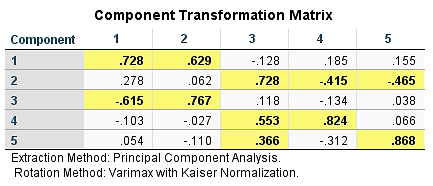 Component Transformation Matrix
Component 1 2 3 4 5
1 .728 .629 -.128 .185 .155
2 .278 .062 .728 -.415 -.465
3 -.615 .767 .118 -.134 .038
4 -.103 -.027 .553 .824 .066
5 .054 -.110 .366 -.312 .868
Extraction Method: Principal Component Analysis.
Rotation Method: Varimax with Kaiser Normalization.